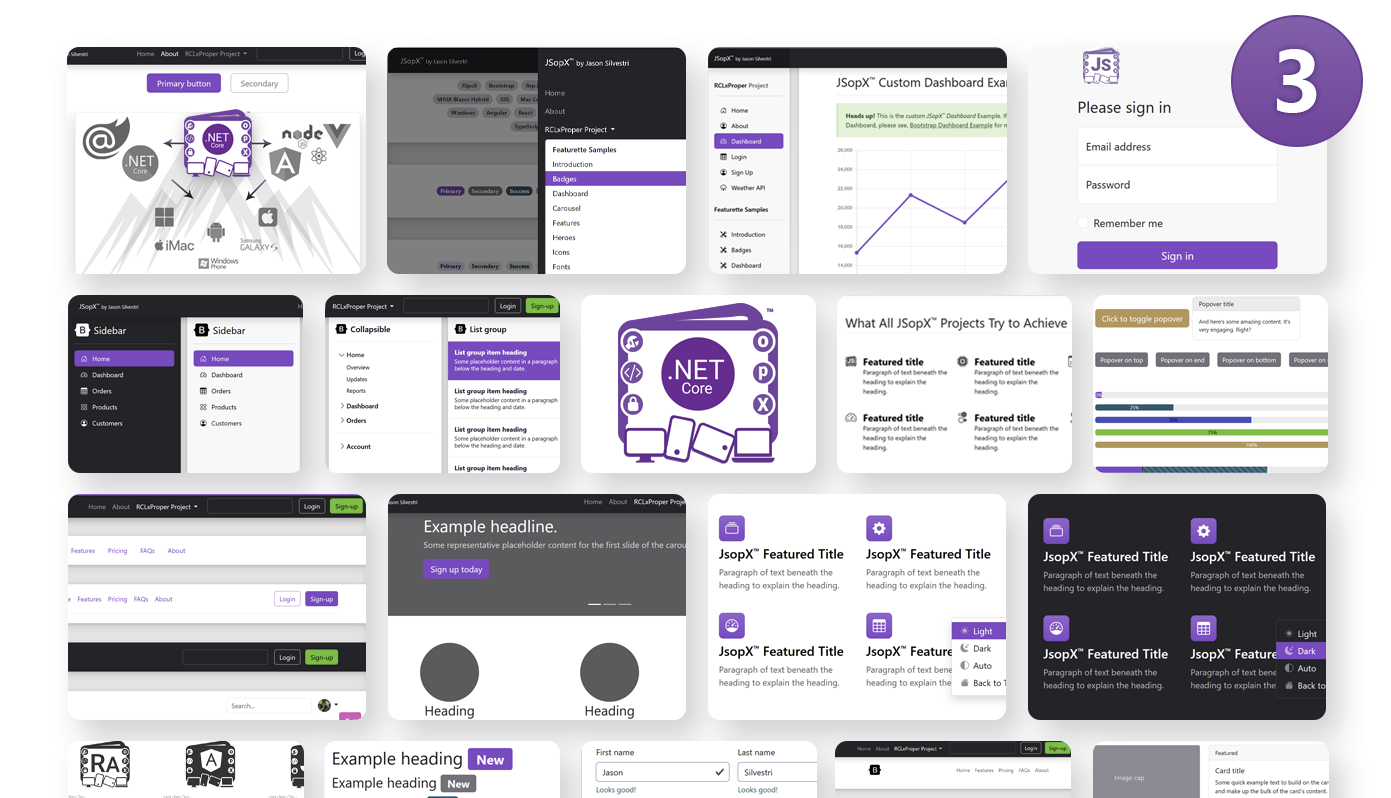 3
Silvestri
Home About RCLxProper Project
Primary button Secondary
.NET
Core
.NET
Core
node
JS
iMac
Samsung
GALAXY S
Windows
Phone
JSopX™ by Jason Silvestri
JSopX Bootstrap
MAUI Blazor Hybrid iOS
Windows Angular React
Primary Secondary Success
Primary Secondary Success
JSopX™ by Jason Silvestri
Home
About
RCLxProper Project
Featurette Samples
Introduction
Badges
Dashboard
Carousel
Features
Heroes
Icons
Fonts
JSopX™ by Jason Silvestri
RCLxProper Project
Home
About
Dashboard
Login
Sign Up
Weather API
Featurette Samples
Introduction
Badges
Dashboard
JSopX™ Custom Dashboard Exa
Heads up! This is the custom JSopX™ Dashboard Example. If
Dashboard, please see, Bootstrap Dashboard Example for
26,000
24,000
22,000
20,000
18,000
16,000
14,000
JS
Please sign in
Email address
Password
Remember me
Sign in
JSopX™ by Jason Silvestri H
Sidebar
Home
Dashboard
Orders
Products
Customers
Sidebar
Home
Dashboard
Orders
Products
Customers
RCLxProper Project Login Sign-up
Collapsible
Home
Overview
Updates
Reports
Dashboard
Orders
Account
List group
List group item heading
Some placeholder content in a paragraph
below the heading and date.
List group item heading
Some placeholder content in a paragraph
below the heading and date.
List group item heading
Some placeholder content in a paragraph
below the heading and date.
List group item heading
™
.NET
Core
O
P
X
What All JSopX™ Projects Try to Achieve
Featured title
Paragraph of text beneath the
heading to explain the
heading.
Featured title
Paragraph of text beneath the
heading to explain the
heading.
Featured title
Paragraph of text beneath the
heading to explain the
heading.
Featured title
Paragraph of text beneath the
heading to explain the
heading.
Click to toggle popover
Popover title
And here's some amazing content. It's
very engaging. Right?
Popover on top Popover on end Popover on bottom Popover on
25%
50%
75%
100%
Home About RCLxProper Project Login Sign-up
Features Pricing FAQs About
Features Pricing FAQs About Login Sign-up
Login Sign-up
Search...
Jason Silvestri
Home About RCLxProper Proje
Example headline.
Some representative placeholder content for the first slide of the carou
Sign up today
Heading Heading
JsopX™ Featured Title
Paragraph of text beneath the
heading to explain the heading.
JsopX™ Featured Title
Paragraph of text beneath the
heading to explain the heading.
JsopX™ Featured Title
Paragraph of text beneath the
heading to explain the heading.
JsopX™ Fea
Paragraph of text bene
heading to explain the
Light
Dark
Auto
Back to T
JsopX™ Featured Title
Paragraph of text beneath the
heading to explain the heading.
JsopX™ Featured Title
Paragraph of text beneath the
heading to explain the heading.
JsopX™ Featured Title
Paragraph of text beneath the
heading to explain the heading.
JsopX™ Fea
Paragraph of text bene
heading to explain the
Light
Dark
Auto
Back to
RA
A
Example heading New
Example heading New
First name Last name
Jason Silvestri
Looks good! Looks good!
Home About RCLxProper Project Login Sign-up
Home Features Pricing FAQs About
Image cap
Featured
Card title
Some quick example text to build on the car
and make up the bulk of the card's content.